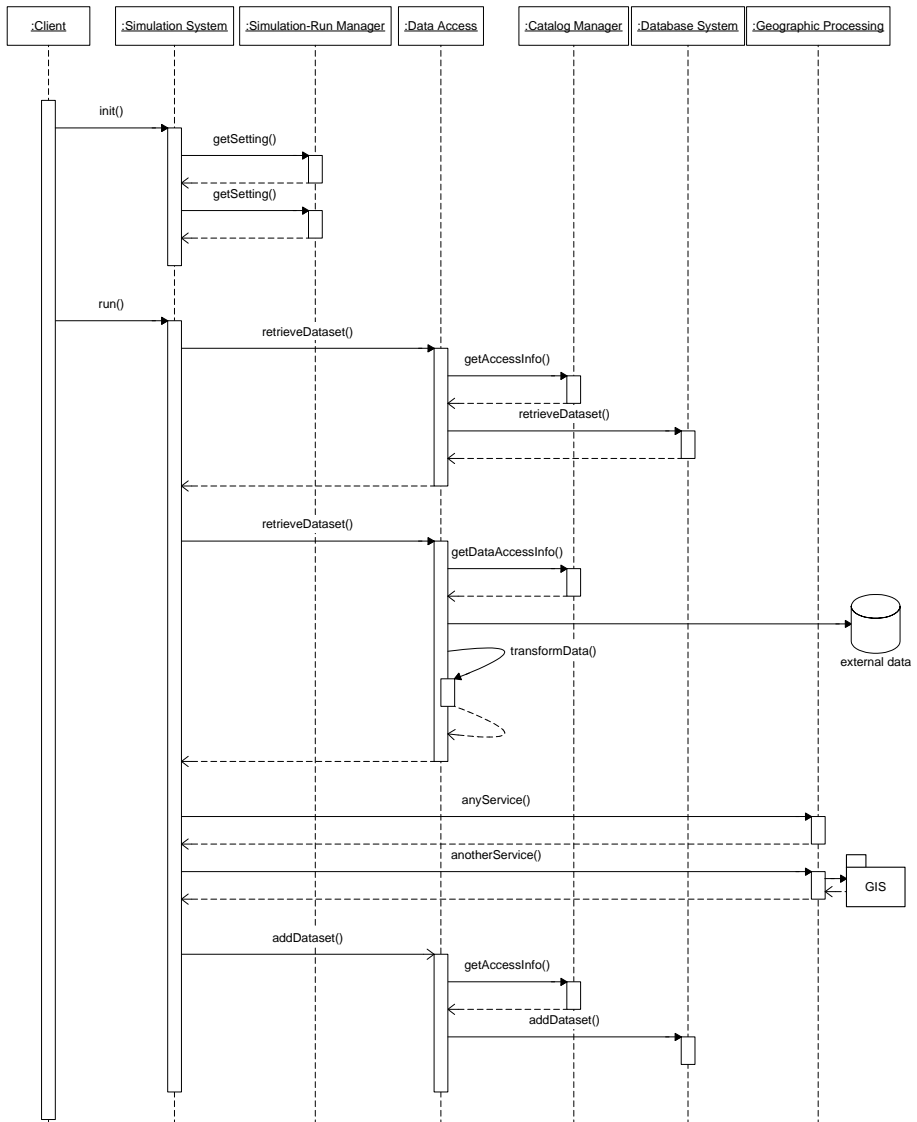 :Client
:Simulation System
:Simulation-Run Manager
:Data Access
:Catalog Manager
:Database System
:Geographic Processing
init()
getSetting()
getSetting()
run()
retrieveDataset()
getAccessInfo()
retrieveDataset()
retrieveDataset()
getDataAccessInfo()
transformData()
external data
anyService()
anotherService()
GIS
addDataset()
getAccessInfo()
addDataset()